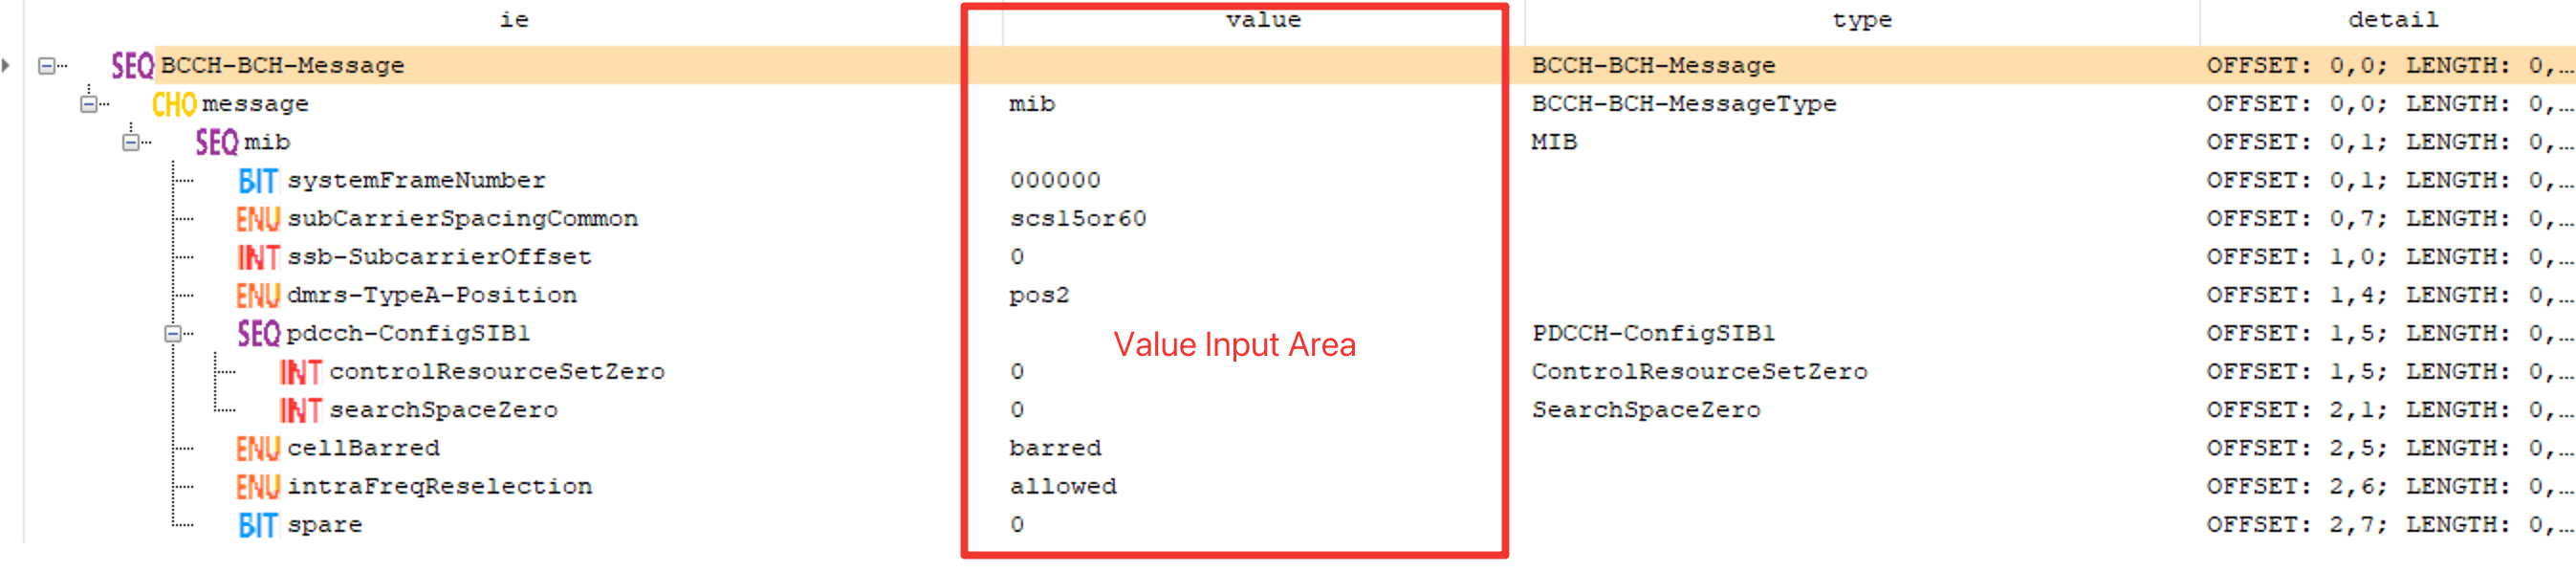 ie value type detail
SEQ BCCH-BCH-Message BCCH-BCH-Message OFFSET: 0,0; LENGTH: 0,...
CHO message mib BCCH-BCH-MessageType OFFSET: 0,0; LENGTH: 0,...
SEQ mib MIB OFFSET: 0,1; LENGTH: 0,...
BIT systemFrameNumber 000000 OFFSET: 0,1; LENGTH: 0,...
ENU subCarrierSpacingCommon scs15or60 OFFSET: 0,7; LENGTH: 0,...
INT ssb-SubcarrierOffset 0 OFFSET: 1,0; LENGTH: 0,...
ENU dmrs-TypeA-Position pos2 OFFSET: 1,4; LENGTH: 0,...
SEQ pdcch-ConfigSIB1 PDCCH-ConfigSIB1 OFFSET: 1,5; LENGTH: 0,...
Value Input Area
INT controlResourceSetZero 0 ControlResourceSetZero OFFSET: 1,5; LENGTH: 0,...
INT searchSpaceZero 0 SearchSpaceZero OFFSET: 2,1; LENGTH: 0,...
ENU cellBarred barred OFFSET: 2,5; LENGTH: 0,...
ENU intraFreqReselection allowed OFFSET: 2,6; LENGTH: 0,...
BIT spare 0 OFFSET: 2,7; LENGTH: 0,...